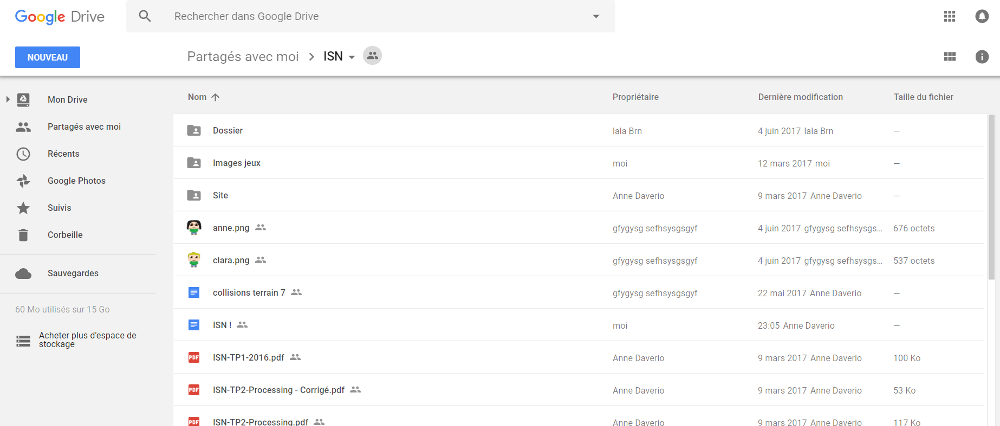 Google Drive
Rechercher dans Google Drive
NOUVEAU
Partagés avec moi > ISN
Mon Drive
Partagés avec moi
Récents
Google Photos
Suivis
Corbeille
Sauvegardes
60 Mo utilisés sur 15 Go
Acheter plus d'espace de
stockage
Nom Propriétaire Dernière modification Taille du fichier
Dossier lala Brn 4 juin 2017 lala Brn —
Images jeux moi 12 mars 2017 moi —
Site Anne Daverio 9 mars 2017 Anne Daverio —
anne.png gfygysg sefhsysgsgyf 4 juin 2017 gfygysg sefhsysgs... 676 octets
clara.png gfygysg sefhsysgsgyf 4 juin 2017 gfygysg sefhsysgs... 537 octets
collisions terrain 7 gfygysg sefhsysgsgyf 22 mai 2017 Anne Daverio —
ISN ! moi 23:05 Anne Daverio —
PDF ISN-TP1-2016.pdf Anne Daverio 9 mars 2017 Anne Daverio 100 Ko
PDF ISN-TP2-Processing - Corrigé.pdf Anne Daverio 9 mars 2017 Anne Daverio 53 Ko
PDF ISN-TP2-Processing.pdf Anne Daverio 9 mars 2017 Anne Daverio 117 Ko